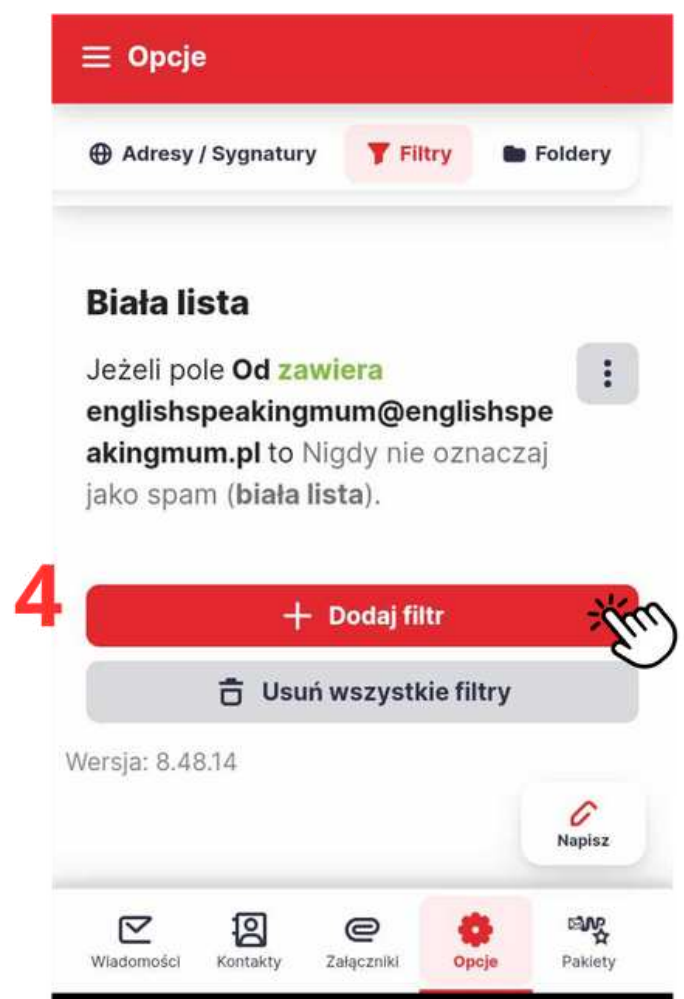 Opcje
Adresy / Sygnatury Filtry Foldery
Biała lista
Jeżeli pole Od zawiera
englishspeakingmum@englishspe
akingmum.pl to Nigdy nie oznaczaj
jako spam (biała lista).
4
+ Dodaj filtr
Usuń wszystkie filtry
Wersja: 8.48.14
Napisz
Wiadomości Kontakty Załączniki Opcje WP Pakiety